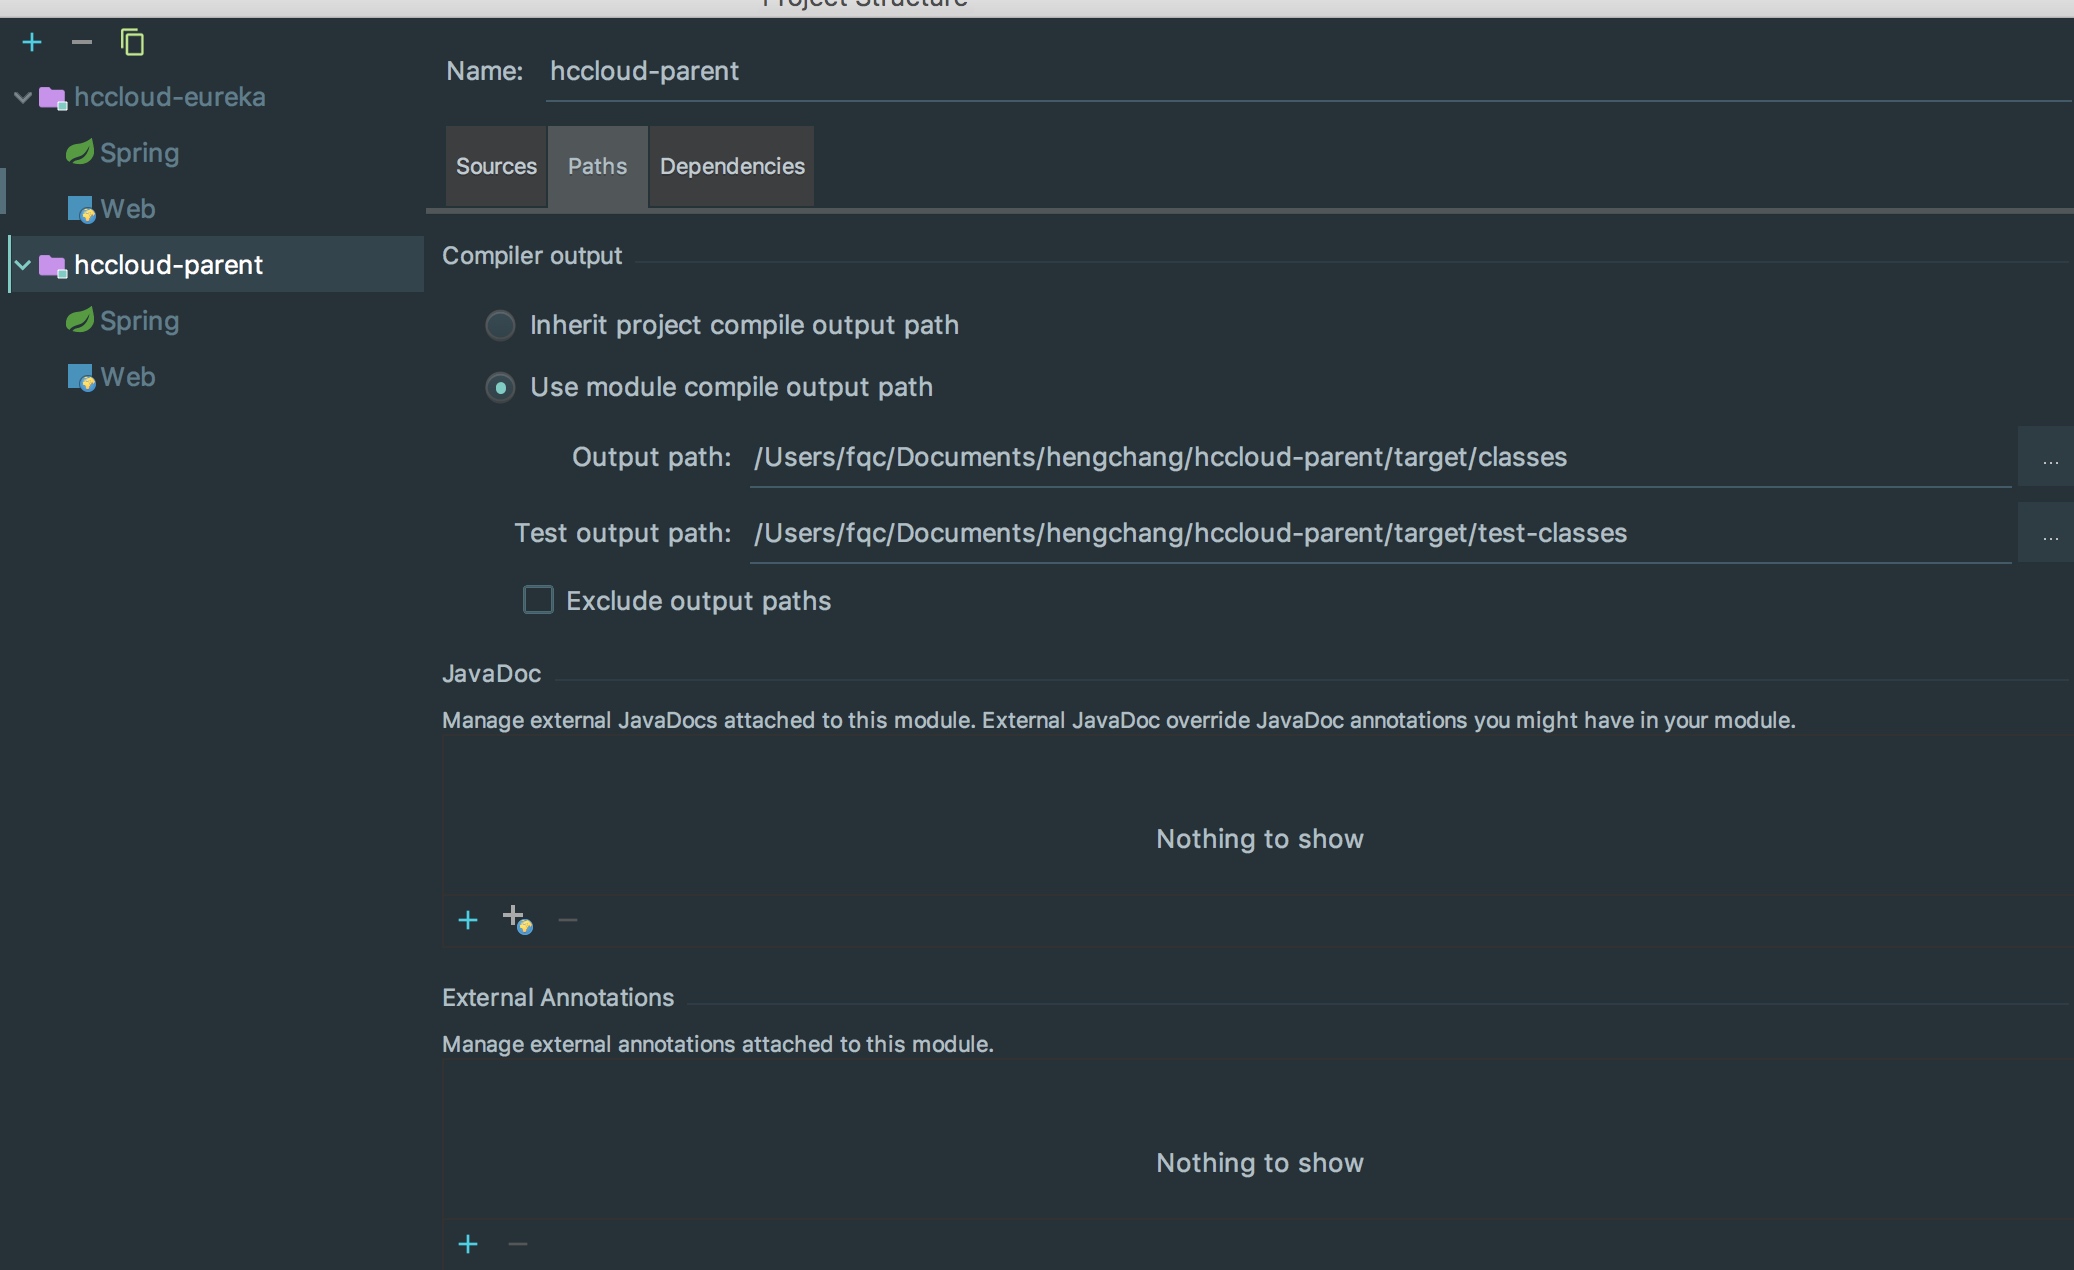 Project Structure
hccloud-eureka
Spring
Web
hccloud-parent
Spring
Web
Name: hccloud-parent
Sources Paths Dependencies
Compiler output
Inherit project compile output path
Use module compile output path
Output path: /Users/fqc/Documents/hengchang/hccloud-parent/target/classes ...
Test output path: /Users/fqc/Documents/hengchang/hccloud-parent/target/test-classes ...
Exclude output paths
JavaDoc
Manage external JavaDocs attached to this module. External JavaDoc override JavaDoc annotations you might have in your module.
Nothing to show
External Annotations
Manage external annotations attached to this module.
Nothing to show